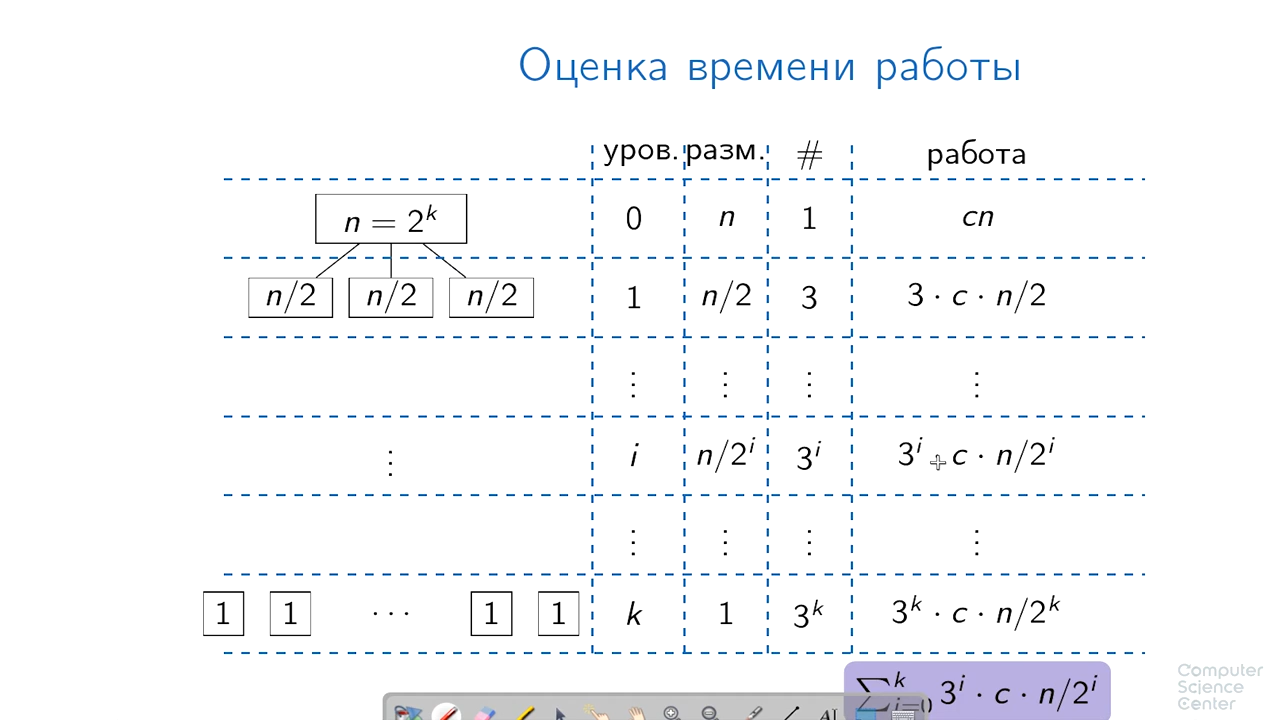 Оценка времени работы
уров. разм. # работа
n = 2^k 0 n 1 cn
n/2 n/2 n/2 1 n/2 3 3 · c · n/2
⋮ ⋮ ⋮ ⋮
⋮ i n/2^i 3^i 3^i · c · n/2^i
⋮ ⋮ ⋮ ⋮
1 1 ··· 1 1 k 1 3^k 3^k · c · n/2^k
∑_{i=0}^k 3^i · c · n/2^i
Computer
Science
Center